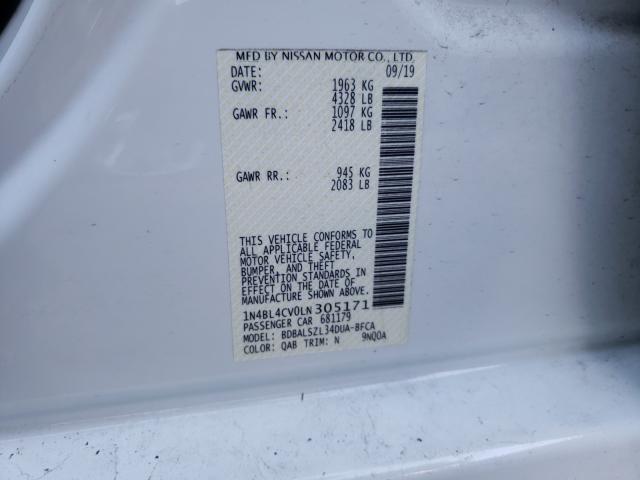 MFD BY NISSAN MOTOR CO., LTD.
DATE: 09/19
GVWR: 1963 KG
4328 LB
GAWR FR.: 1097 KG
2418 LB
GAWR RR.: 945 KG
2083 LB
THIS VEHICLE CONFORMS TO
ALL APPLICABLE FEDERAL
MOTOR VEHICLE SAFETY,
BUMPER, AND THEFT
PREVENTION STANDARDS IN
EFFECT ON THE DATE OF
MANUFACTURE SHOWN ABOVE.
1N4BL4CV0LN305171
PASSENGER CAR 681179
MODEL: BDBALSZL34DUA-BFCA
COLOR: QAB TRIM: N 9NQ0A